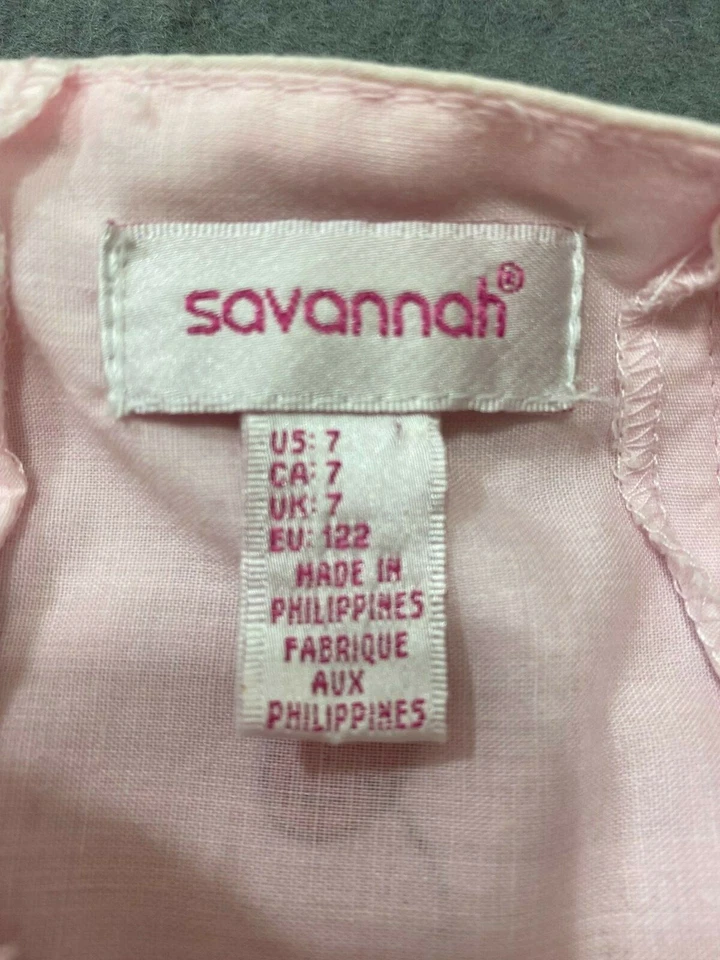 savannah®
US: 7
CA: 7
UK: 7
EU: 122
MADE IN
PHILIPPINES
FABRIQUE
AUX
PHILIPPINES